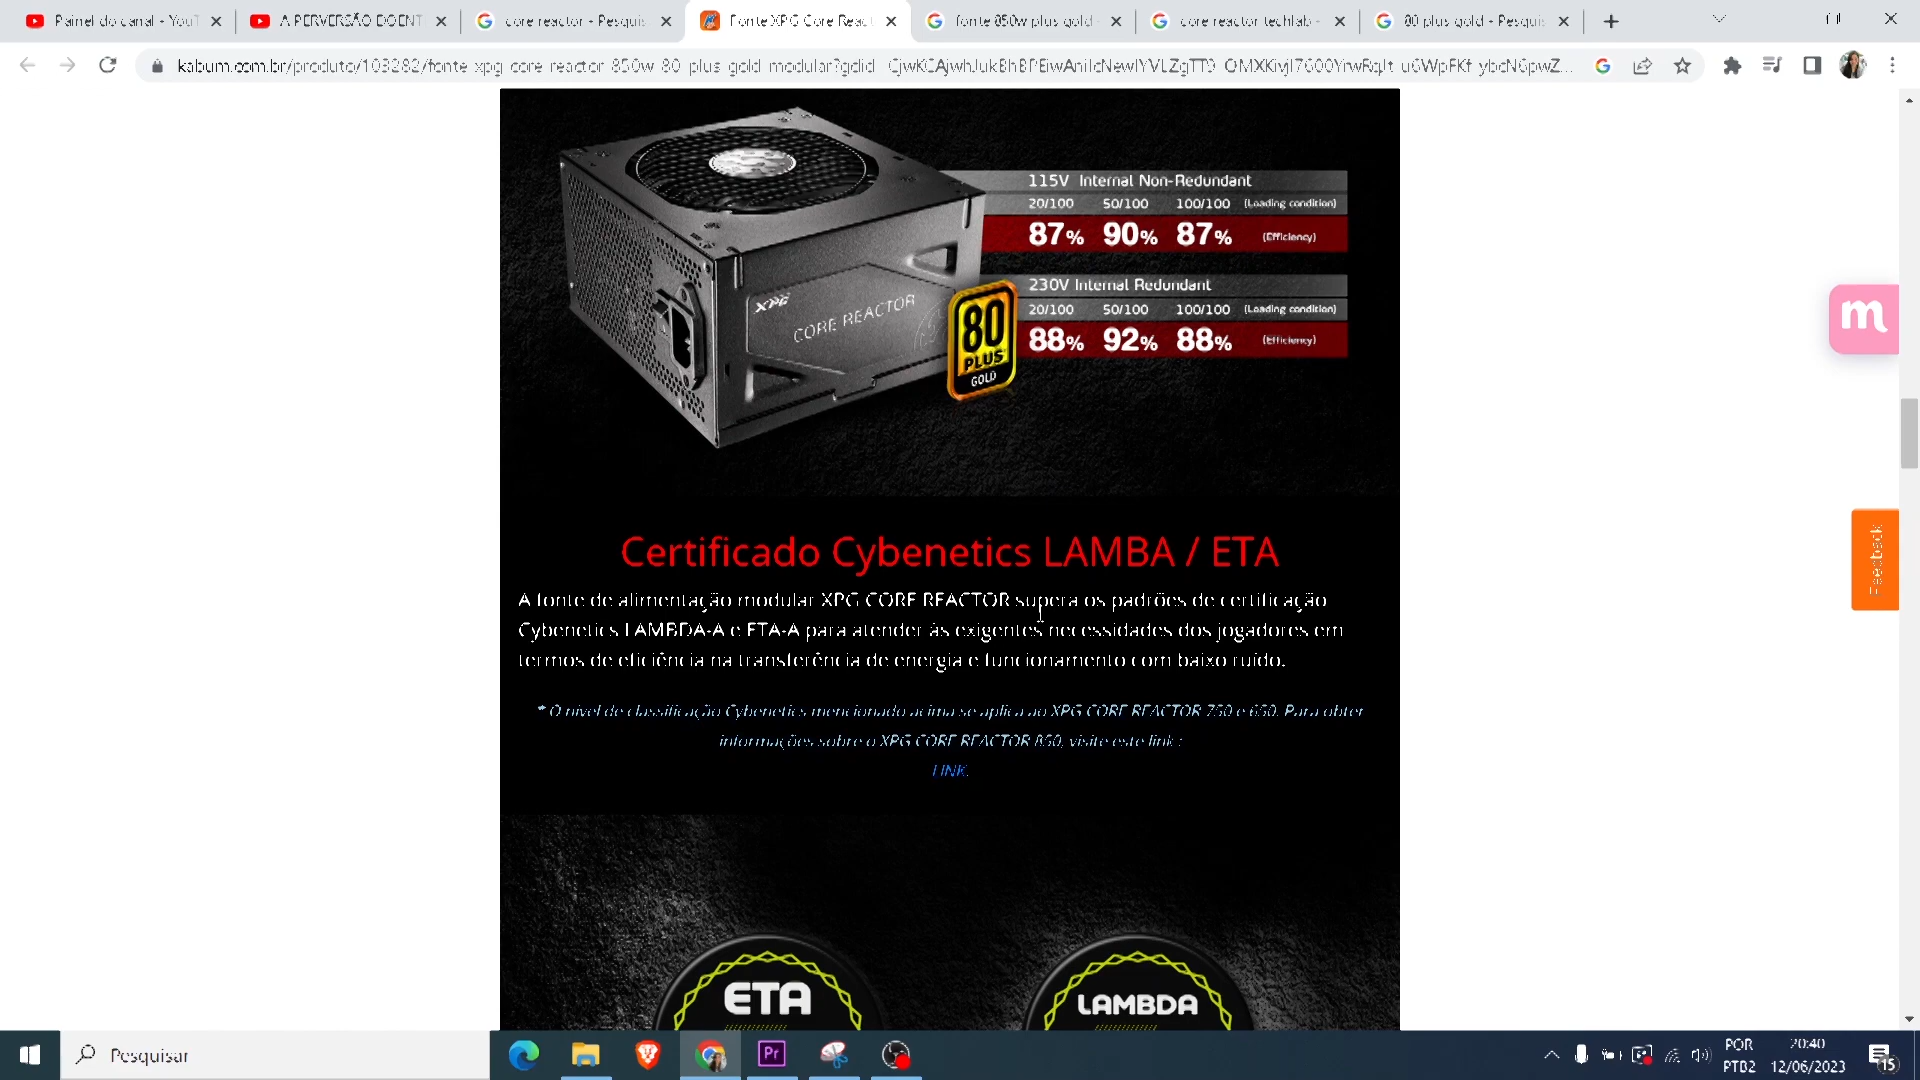 Painel do canal - YouT
A PERVERSÃO DOENT
core reactor - Pesquis
Fonte XPG Core React
fonte 850w plus gold -
core reactor techlab -
80 plus gold - Pesquis
kabum.com.br/produto/103282/fonte-xpg-core-reactor-850w-80-plus-gold-modular?gclid=
115V Internal Non-Redundant
20/100 50/100 100/100 (Loading condition)
87% 90% 87% (Efficiency)
230V Internal Redundant
20/100 50/100 100/100 (Loading condition)
88% 92% 88% (Efficiency)
XPG
CORE REACTOR
80
PLUS
GOLD
m
Feedback
Certificado Cybenetics LAMBA / ETA
A fonte de alimentação modular XPG CORE REACTOR supera os padrões de certificação
Cybenetics LAMBDA-A e ETA-A para atender às exigentes necessidades dos jogadores em
termos de eficiência na transferência de energia e funcionamento com baixo ruído.
* O nível de classificação Cybenetics mencionado acima se aplica ao XPG CORE REACTOR 750 e 650. Para obter
informações sobre o XPG CORE REACTOR 850, visite este link :
LINK.
ETA
LAMBDA
Pesquisar
Pr
POR
PTB2
20:40
12/06/2023
15